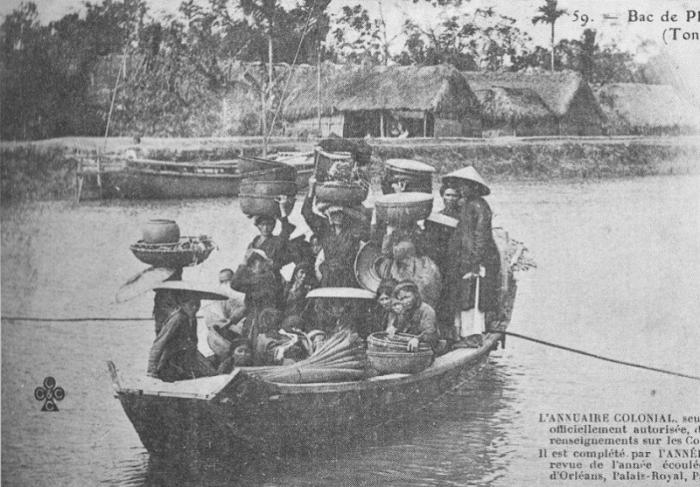 59. — Bac de
(Ton
L'ANNUAIRE COLONIAL, seu
officiellement autorisée, d
renseignements sur les Co
Il est complété par l'ANNÉ
revue de l'année écoulé
d'Orléans, Palais-Royal, P
C C C